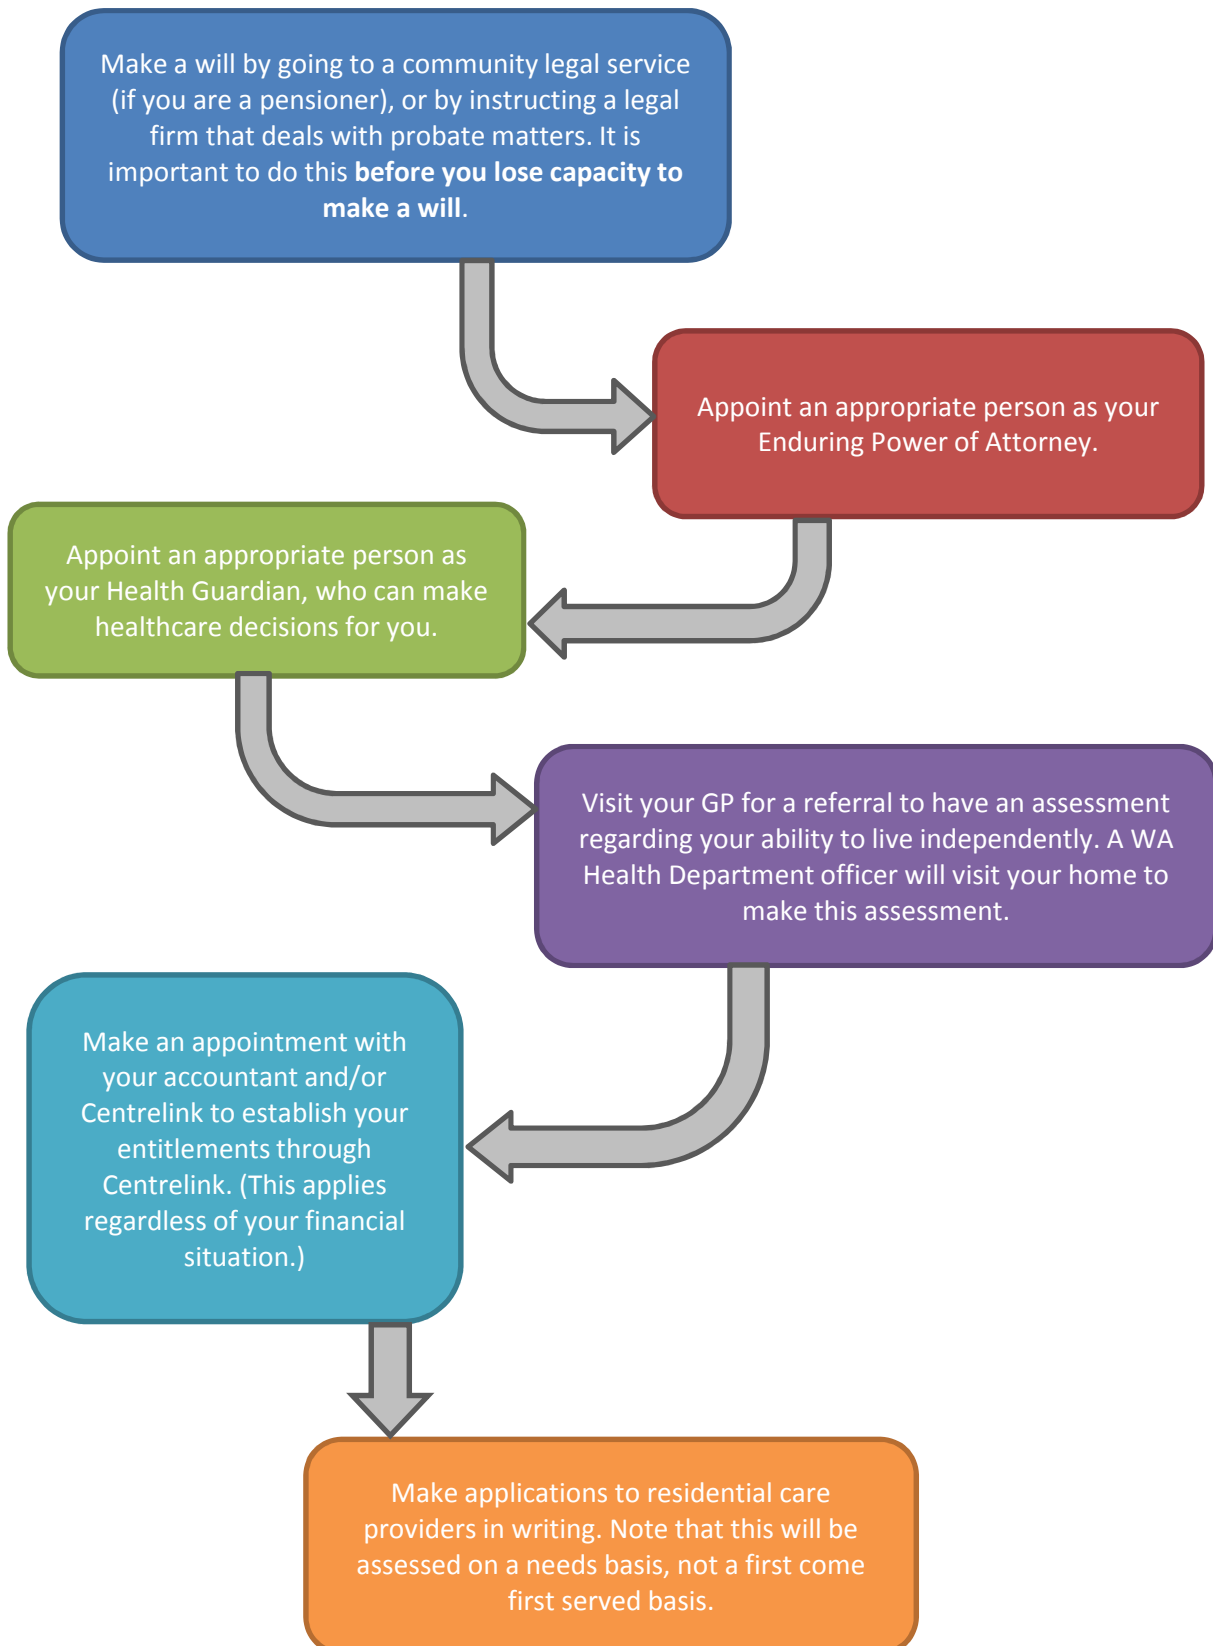 Make a will by going to a community legal service
(if you are a pensioner), or by instructing a legal
firm that deals with probate matters. It is
important to do this before you lose capacity to
make a will.
Appoint an appropriate person as your
Enduring Power of Attorney.
Appoint an appropriate person as
your Health Guardian, who can make
healthcare decisions for you.
Visit your GP for a referral to have an assessment
regarding your ability to live independently. A WA
Health Department officer will visit your home to
make this assessment.
Make an appointment with
your accountant and/or
Centrelink to establish your
entitlements through
Centrelink. (This applies
regardless of your financial
situation.)
Make applications to residential care
providers in writing. Note that this will be
assessed on a needs basis, not a first come
first served basis.